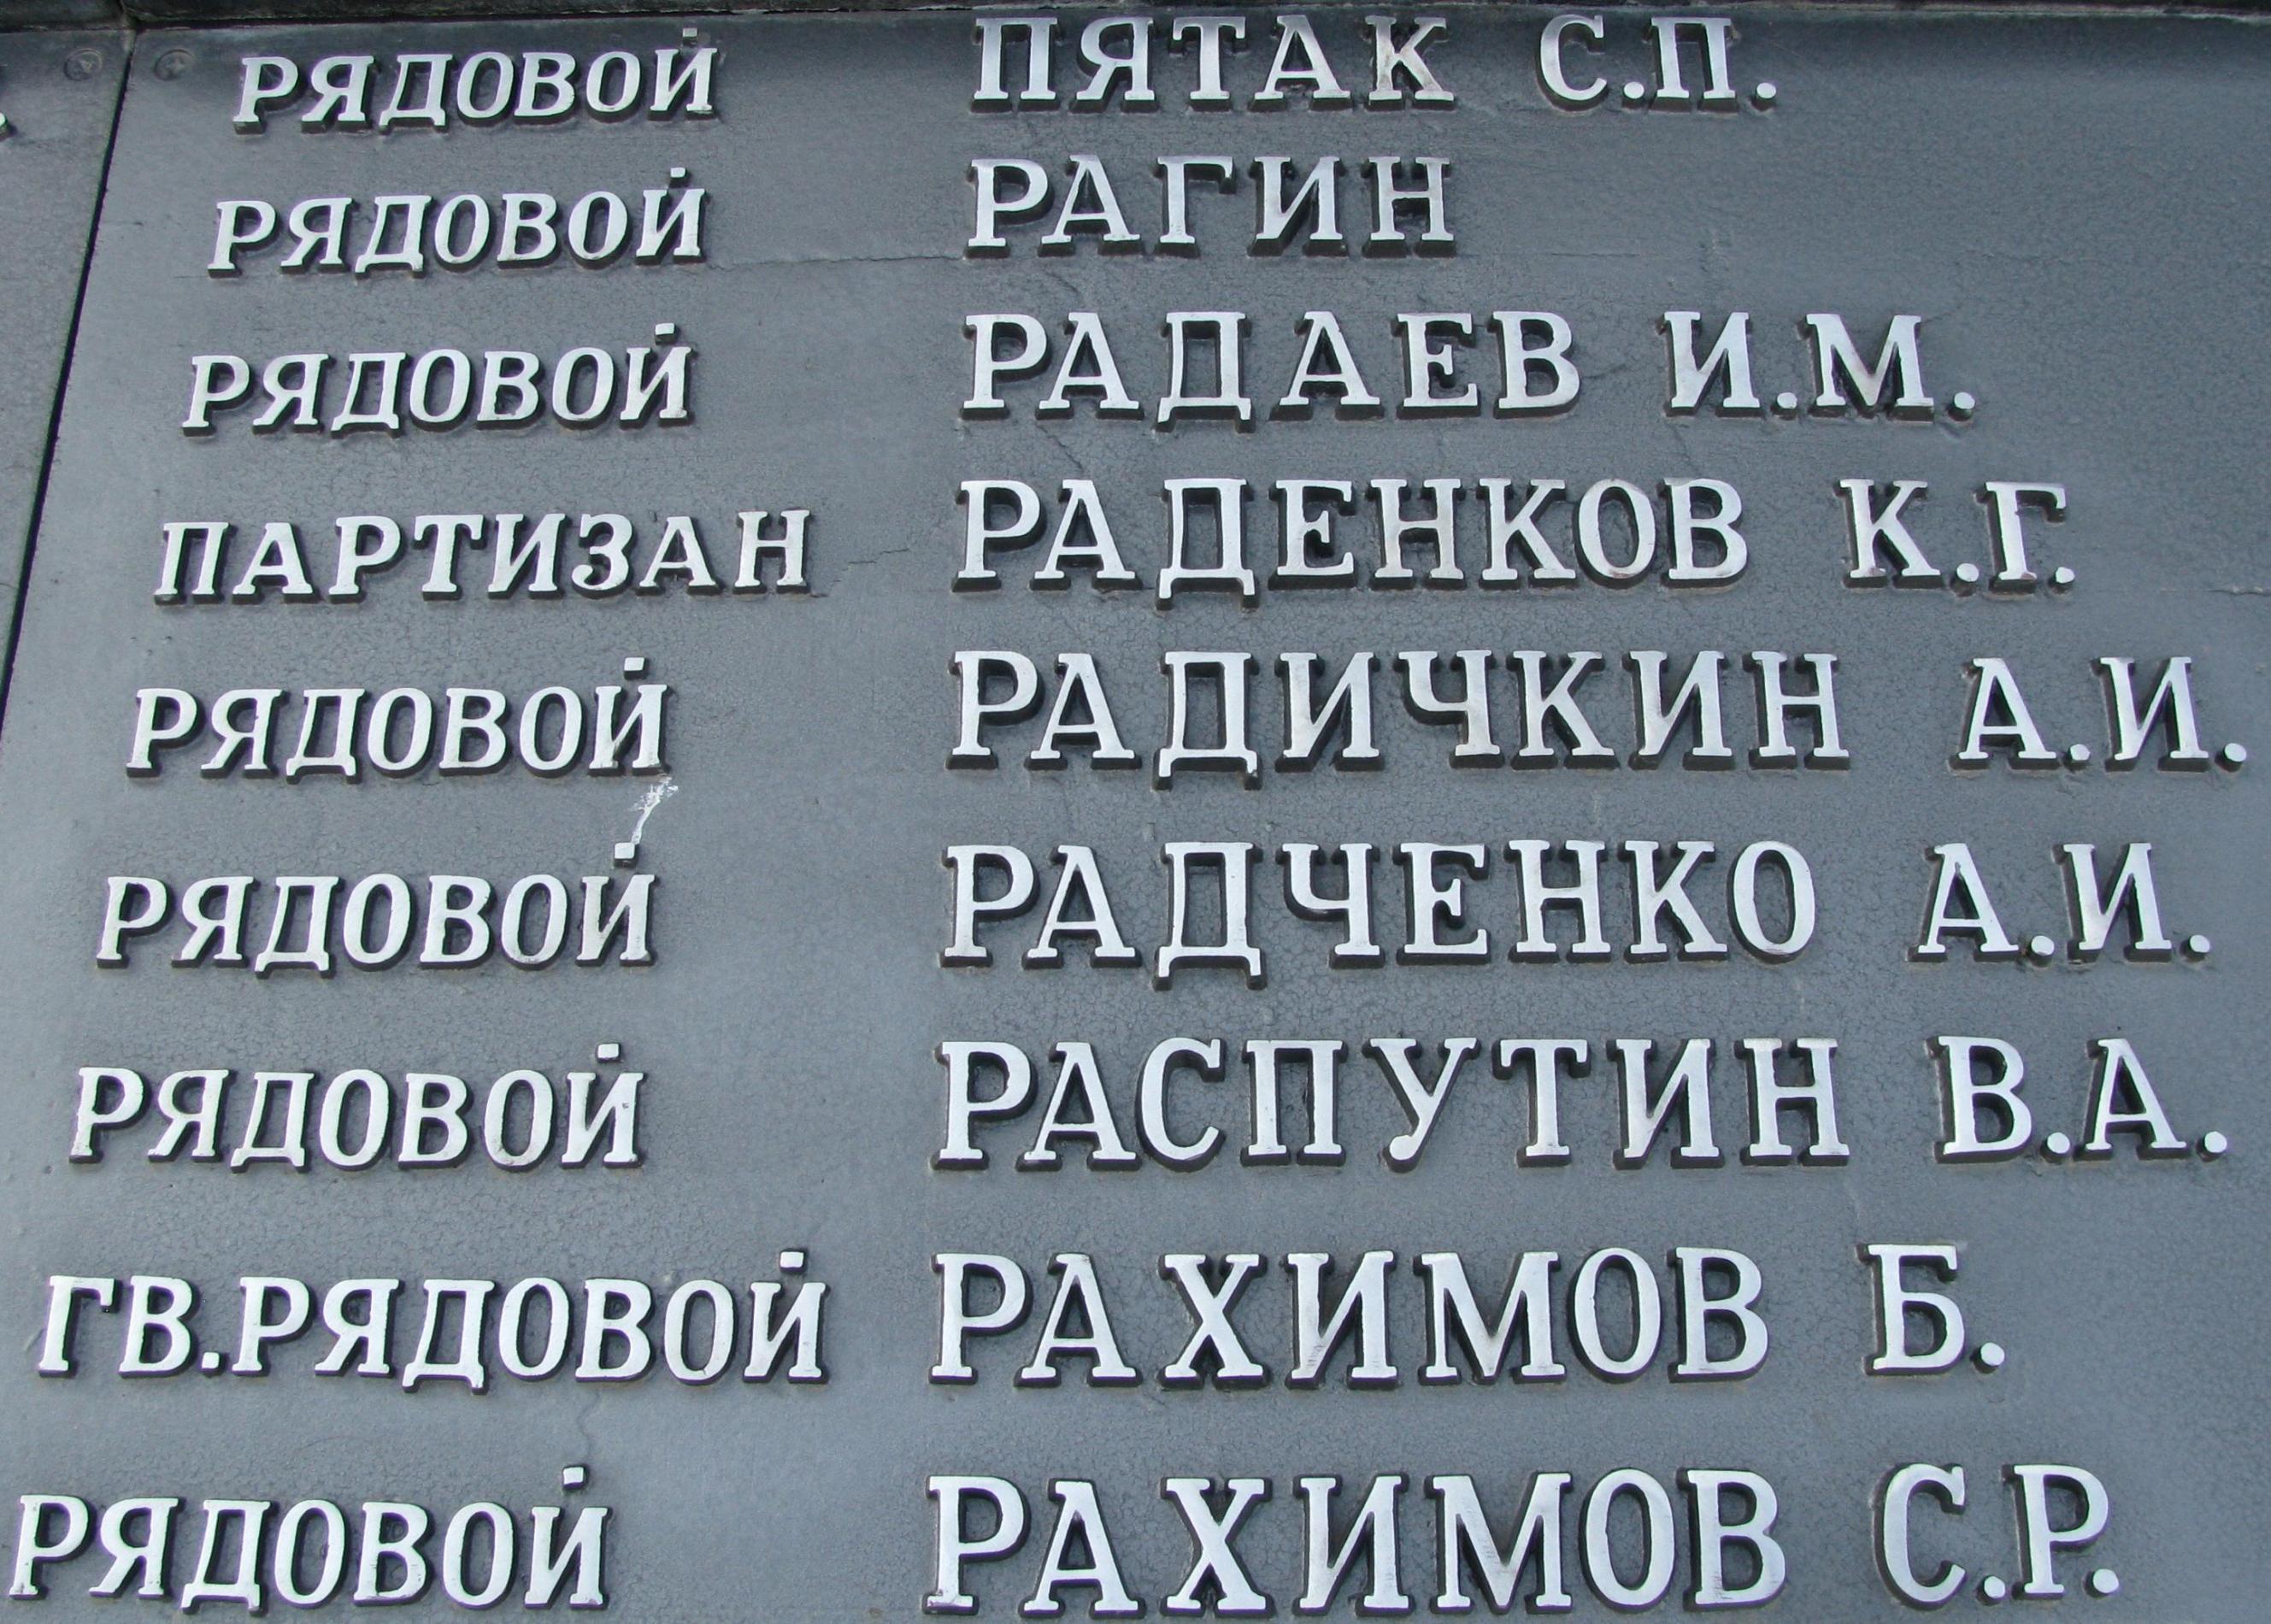 РЯДОВОЙ ПЯТАК С.П.
РЯДОВОЙ РАГИН
РЯДОВОЙ РАДАЕВ И.М.
ПАРТИЗАН РАДЕНКОВ К.Г.
РЯДОВОЙ РАДИЧКИН А.И.
РЯДОВОЙ РАДЧЕНКО А.И.
РЯДОВОЙ РАСПУТИН В.А.
ГВ.РЯДОВОЙ РАХИМОВ Б.
РЯДОВОЙ РАХИМОВ С.Р.